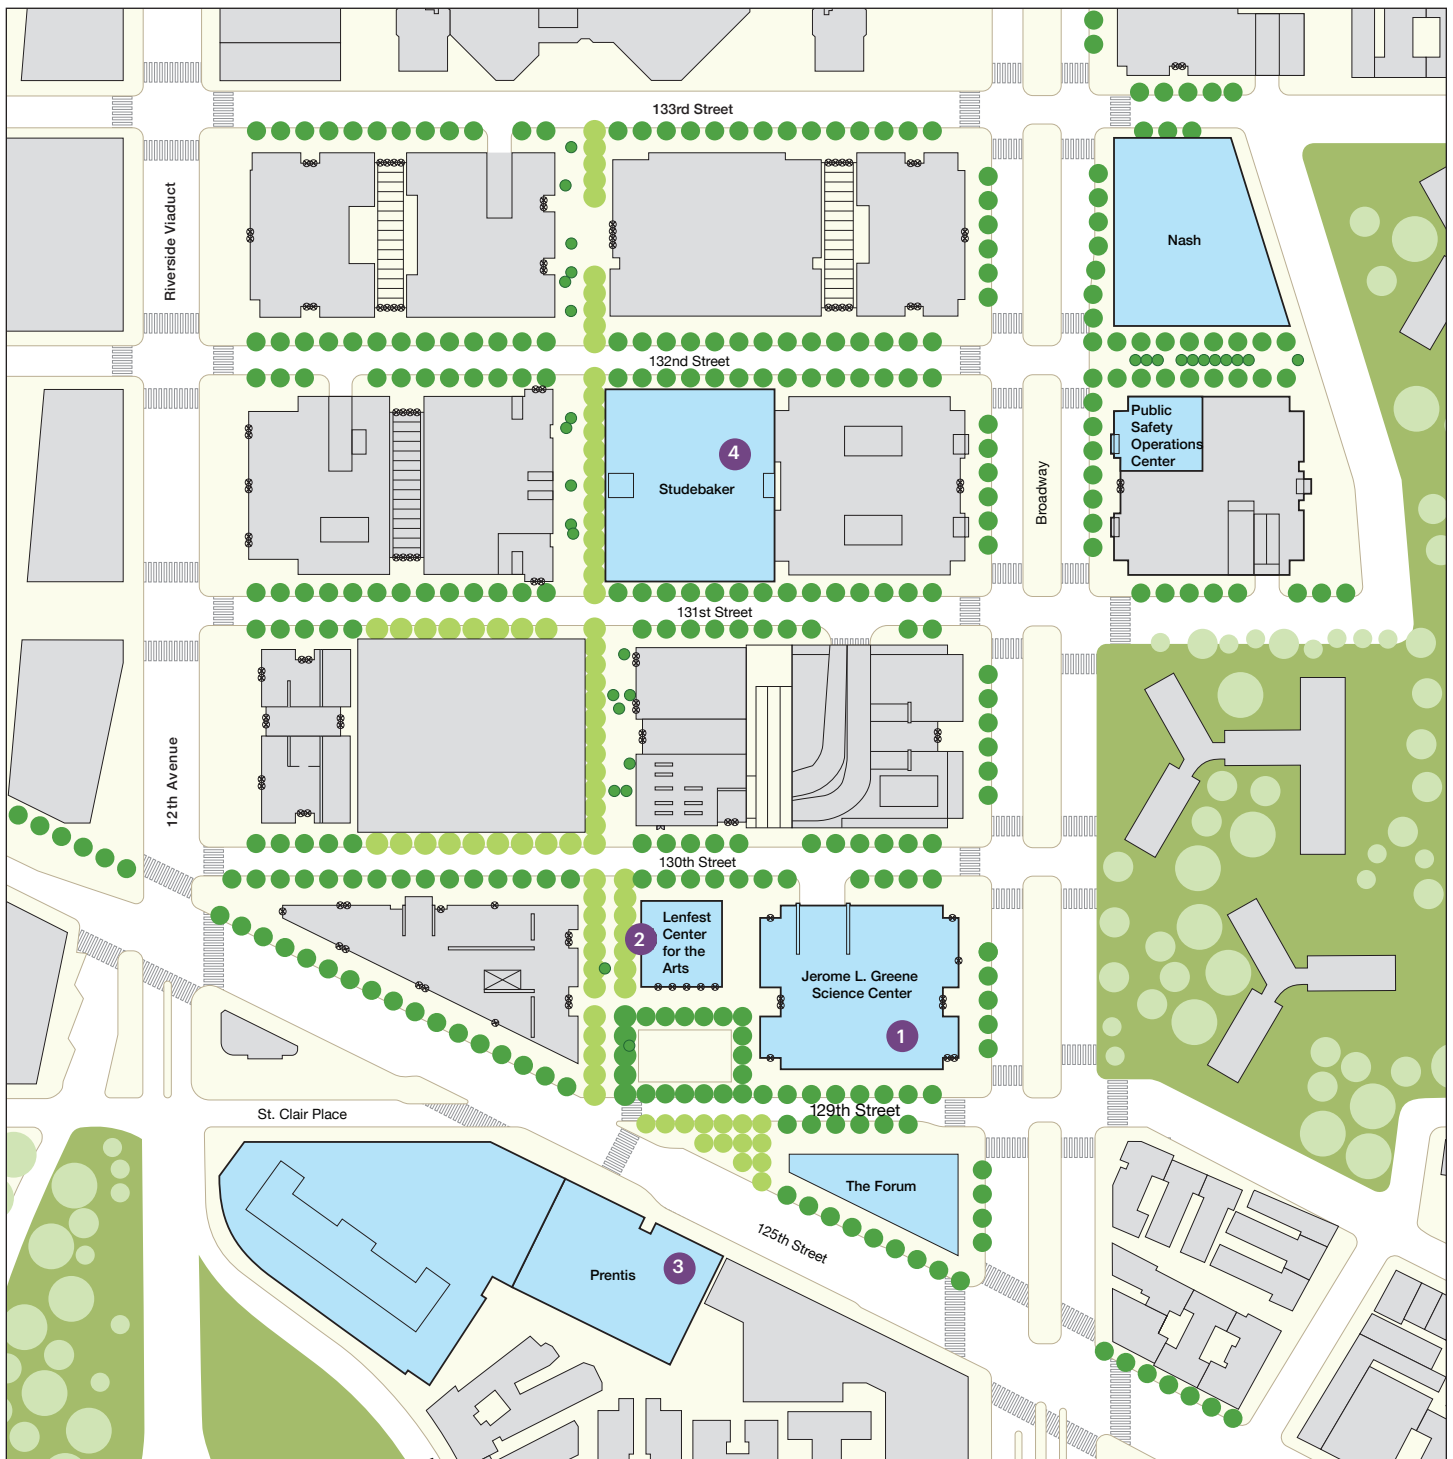 133rd Street
Riverside Viaduct
Nash
132nd Street
Public
Safety
Operations
Center
4
Studebaker
Broadway
131st Street
12th Avenue
130th Street
2
Lenfest
Center
for the
Arts
Jerome L. Greene
Science Center
1
129th Street
St. Clair Place
The Forum
125th Street
Prentis
3